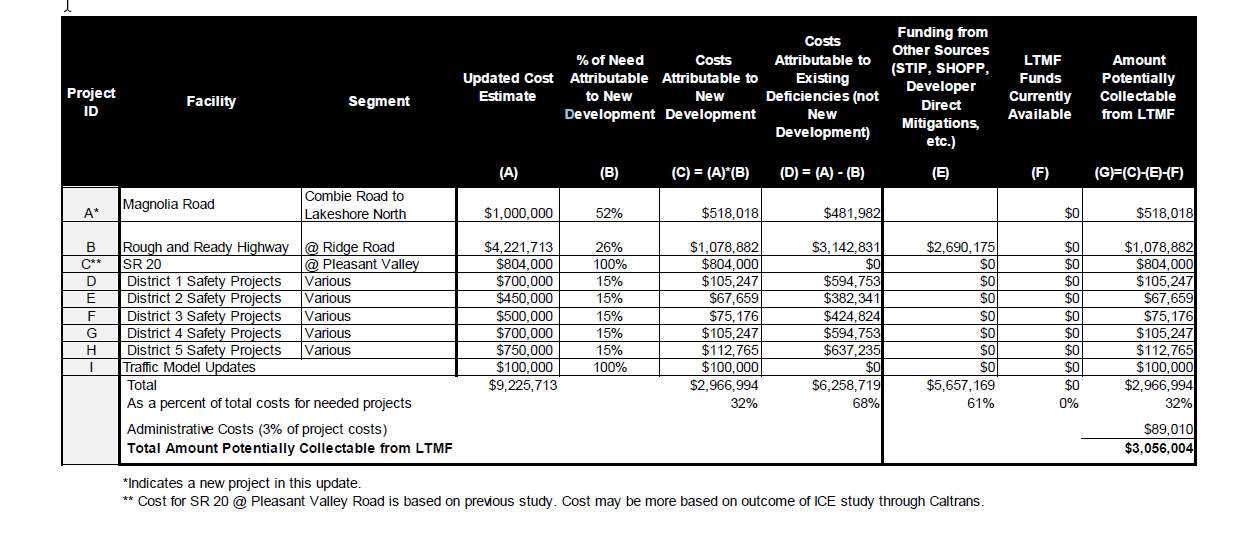 Project ID | Facility | Segment | Updated Cost Estimate | % of Need Attributable to New Development | Costs Attributable to New Development | Costs Attributable to Existing Deficiencies (not New Development) | Funding from Other Sources (STIP, SHOPP, Developer Direct Mitigations, etc.) | LTMF Funds Currently Available | Amount Potentially Collectable from LTMF
(A) | (B) | (C) = (A)*(B) | (D) = (A) - (B) | (E) | (F) | (G)=(C)-(E)-(F)
A* | Magnolia Road | Combie Road to Lakeshore North | $1,000,000 | 52% | $518,018 | $481,982 | | $0 | $518,018
B | Rough and Ready Highway | @ Ridge Road | $4,221,713 | 26% | $1,078,882 | $3,142,831 | $2,690,175 | $0 | $1,078,882
C** | SR 20 | @ Pleasant Valley | $804,000 | 100% | $804,000 | $0 | $0 | $0 | $804,000
D | District 1 Safety Projects | Various | $700,000 | 15% | $105,247 | $594,753 | $0 | $0 | $105,247
E | District 2 Safety Projects | Various | $450,000 | 15% | $67,659 | $382,341 | $0 | $0 | $67,659
F | District 3 Safety Projects | Various | $500,000 | 15% | $75,176 | $424,824 | $0 | $0 | $75,176
G | District 4 Safety Projects | Various | $700,000 | 15% | $105,247 | $594,753 | $0 | $0 | $105,247
H | District 5 Safety Projects | Various | $750,000 | 15% | $112,765 | $637,235 | $0 | $0 | $112,765
I | Traffic Model Updates | $100,000 | 100% | $100,000 | $0 | $0 | $0 | $100,000
Total | $9,225,713 | $2,966,994 | $6,258,719 | $5,657,169 | $0 | $2,966,994
As a percent of total costs for needed projects | 32% | 68% | 61% | 0% | 32%
Administrative Costs (3% of project costs) | $89,010
Total Amount Potentially Collectable from LTMF | $3,056,004
*Indicates a new project in this update.
** Cost for SR 20 @ Pleasant Valley Road is based on previous study. Cost may be more based on outcome of ICE study through Caltrans.